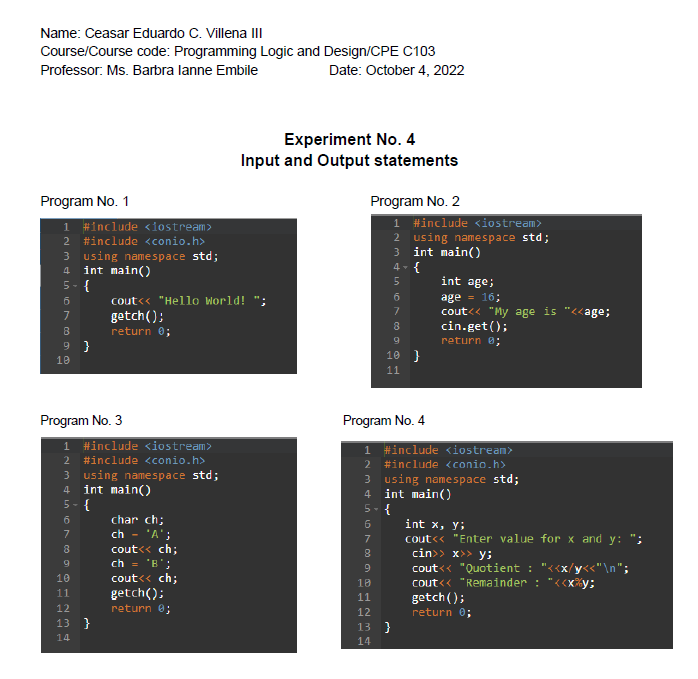 Name: Ceasar Eduardo C. Villena III
Course/Course code: Programming Logic and Design/CPE C103
Professor: Ms. Barbra Ianne Embile Date: October 4, 2022
Experiment No. 4
Input and Output statements
Program No. 1
1 #include <iostream>
2 #include <conio.h>
3 using namespace std;
4 int main()
5 - {
6 cout<< "Hello World! ";
7 getch();
8 return 0;
9 }
10
Program No. 2
1 #include <iostream>
2 using namespace std;
3 int main()
4 - {
5 int age;
6 age = 16;
7 cout<< "My age is "<<age;
8 cin.get();
9 return 0;
10 }
11
Program No. 3
1 #include <iostream>
2 #include <conio.h>
3 using namespace std;
4 int main()
5 - {
6 char ch;
7 ch = 'A';
8 cout<< ch;
9 ch = 'B';
10 cout<< ch;
11 getch();
12 return 0;
13 }
14
Program No. 4
1 #include <iostream>
2 #include <conio.h>
3 using namespace std;
4 int main()
5 - {
6 int x, y;
7 cout<< "Enter value for x and y: ";
8 cin>> x>> y;
9 cout<< "Quotient : "<<x/y<<"\n";
10 cout<< "Remainder : "<<x%y;
11 getch();
12 return 0;
13 }
14